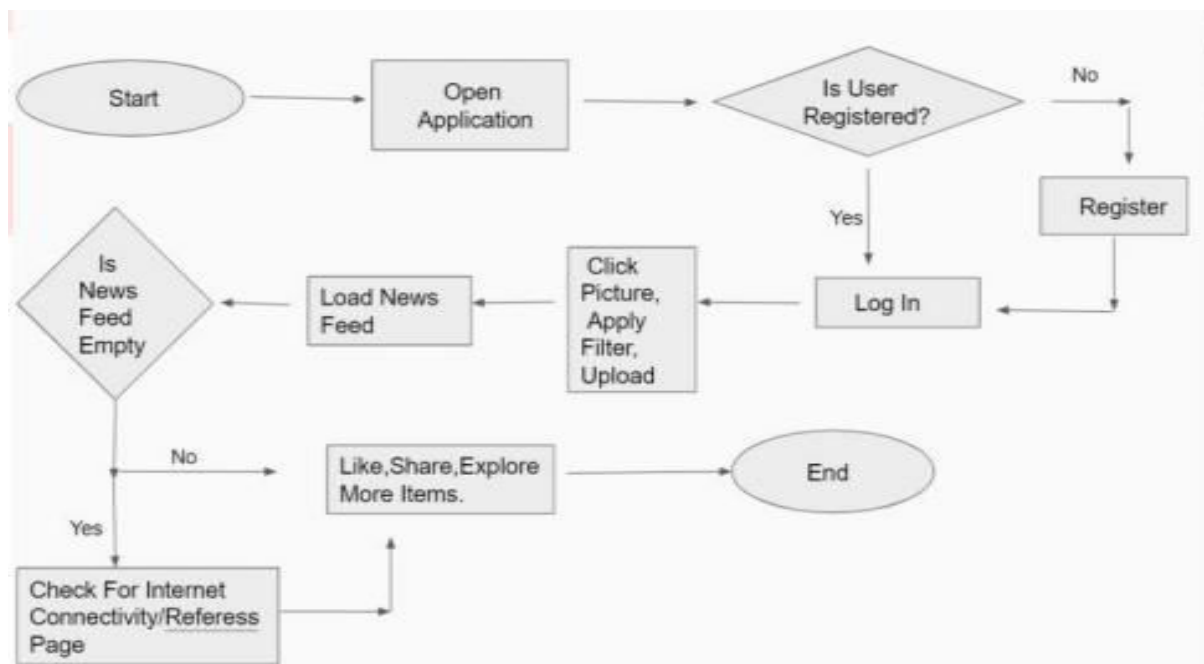 Start
Open
Application
Is User
Registered?
No
Register
Yes
Log In
Click
Picture,
Apply
Filter,
Upload
Load News
Feed
Is
News
Feed
Empty
No
Like,Share,Explore
More Items.
End
Yes
Check For Internet
Connectivity/Referess
Page